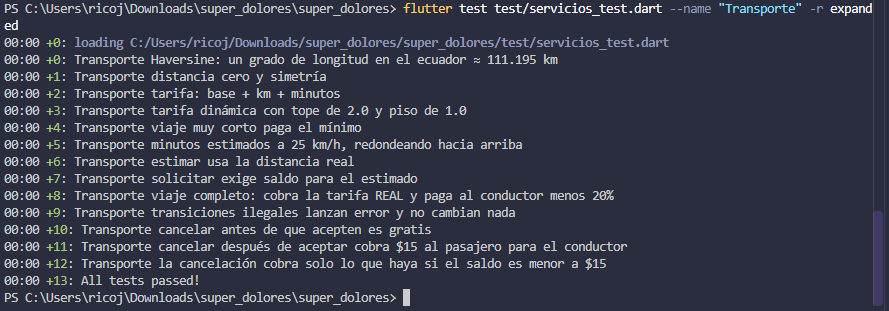 PS C:\Users\ricoj\Downloads\super_dolores\super_dolores> flutter test test/servicios_test.dart --name "Transporte" -r expand
ed
00:00 +0: loading C:/Users/ricoj/Downloads/super_dolores/super_dolores/test/servicios_test.dart
00:00 +0: Transporte Haversine: un grado de longitud en el ecuador ≈ 111.195 km
00:00 +1: Transporte distancia cero y simetría
00:00 +2: Transporte tarifa: base + km + minutos
00:00 +3: Transporte tarifa dinámica con tope de 2.0 y piso de 1.0
00:00 +4: Transporte viaje muy corto paga el mínimo
00:00 +5: Transporte minutos estimados a 25 km/h, redondeando hacia arriba
00:00 +6: Transporte estimar usa la distancia real
00:00 +7: Transporte solicitar exige saldo para el estimado
00:00 +8: Transporte viaje completo: cobra la tarifa REAL y paga al conductor menos 20%
00:00 +9: Transporte transiciones ilegales lanzan error y no cambian nada
00:00 +10: Transporte cancelar antes de que acepten es gratis
00:00 +11: Transporte cancelar después de aceptar cobra $15 al pasajero para el conductor
00:00 +12: Transporte la cancelación cobra solo lo que haya si el saldo es menor a $15
00:00 +13: All tests passed!
PS C:\Users\ricoj\Downloads\super_dolores\super_dolores>